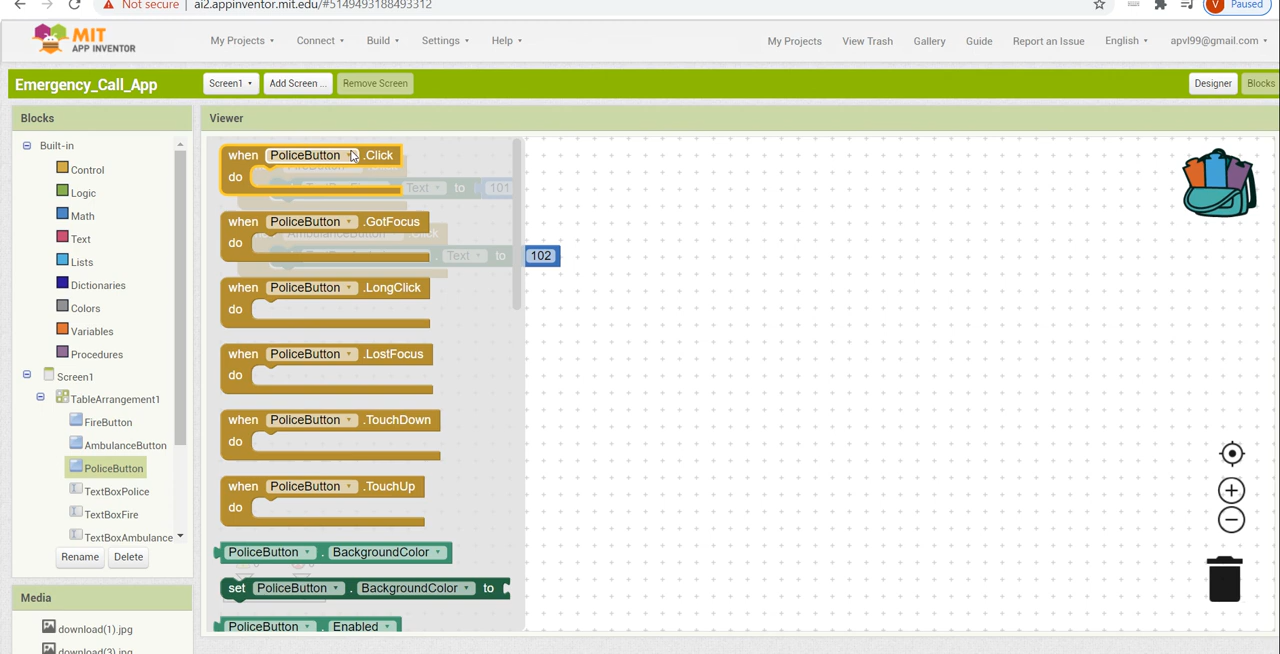 Not secure | ai2.appinventor.mit.edu/#5149493188493312
V Paused
MIT
APP INVENTOR
My Projects Connect Build Settings Help My Projects View Trash Gallery Guide Report an Issue English apvl99@gmail.com
Emergency_Call_App Screen1 Add Screen ... Remove Screen Designer Blocks
Blocks
Viewer
Built-in
Control
Logic
Math
Text
Lists
Dictionaries
Colors
Variables
Procedures
Screen1
TableArrangement1
FireButton
AmbulanceButton
PoliceButton
TextBoxPolice
TextBoxFire
TextBoxAmbulance
Rename Delete
Media
download(1).jpg
download(3).jpg
when PoliceButton .Click
do
Text to 101
when PoliceButton .GotFocus
do
AmbulanceButton Click
Text to 102
when PoliceButton .LongClick
do
when PoliceButton .LostFocus
do
when PoliceButton .TouchDown
do
when PoliceButton .TouchUp
do
PoliceButton . BackgroundColor
set PoliceButton . BackgroundColor to
PoliceButton . Enabled